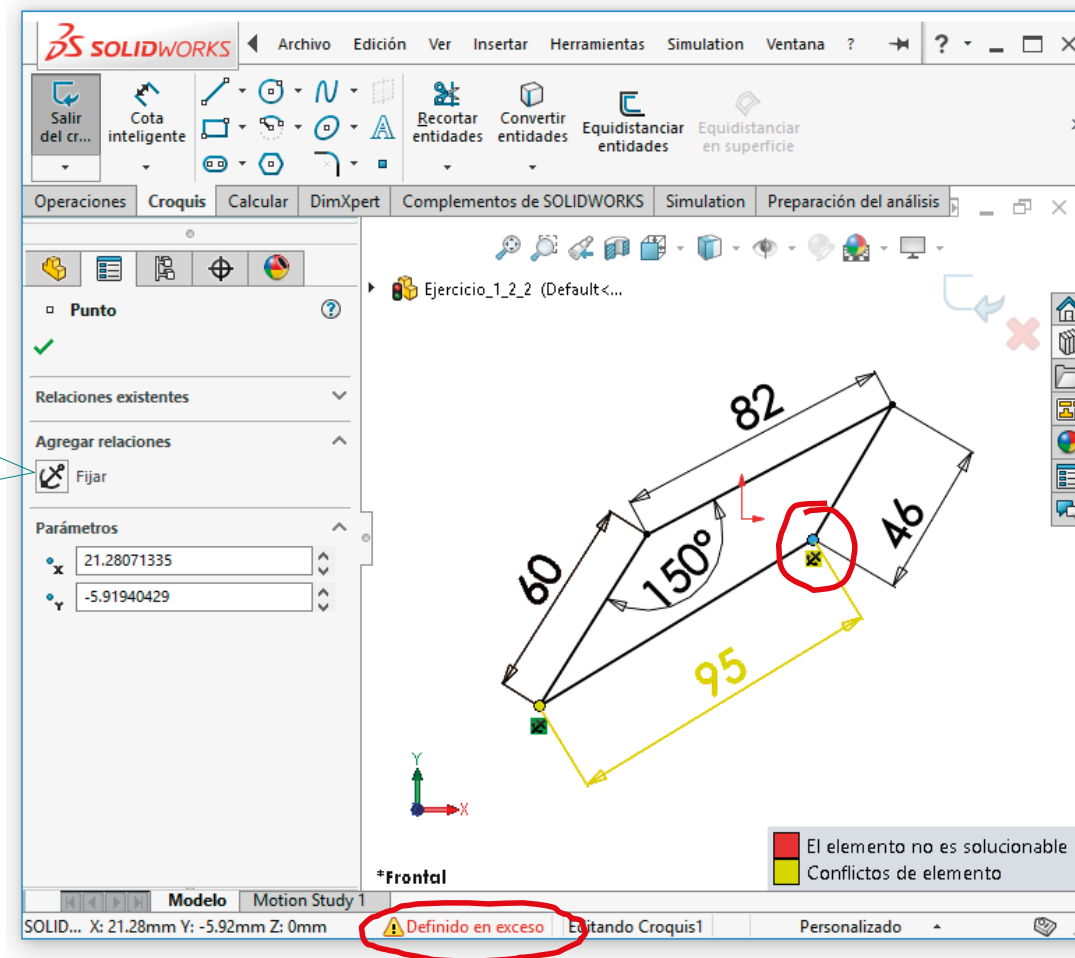 SOLIDWORKS
Archivo Edición Ver Insertar Herramientas Simulation Ventana ? ?
Salir del cr...
Cota inteligente
Recortar entidades
Convertir entidades
Equidistanciar entidades
Equidistanciar en superficie
Operaciones Croquis Calcular DimXpert Complementos de SOLIDWORKS Simulation Preparación del análisis
Ejercicio_1_2_2 (Default<...
Punto
Relaciones existentes
Agregar relaciones
Fijar
Parámetros
X 21.28071335
Y -5.91940429
82
60
150°
46
95
Y
X
El elemento no es solucionable
Conflictos de elemento
*Frontal
Modelo Motion Study 1
SOLID... X: 21.28mm Y: -5.92mm Z: 0mm Definido en exceso Editando Croquis1 Personalizado